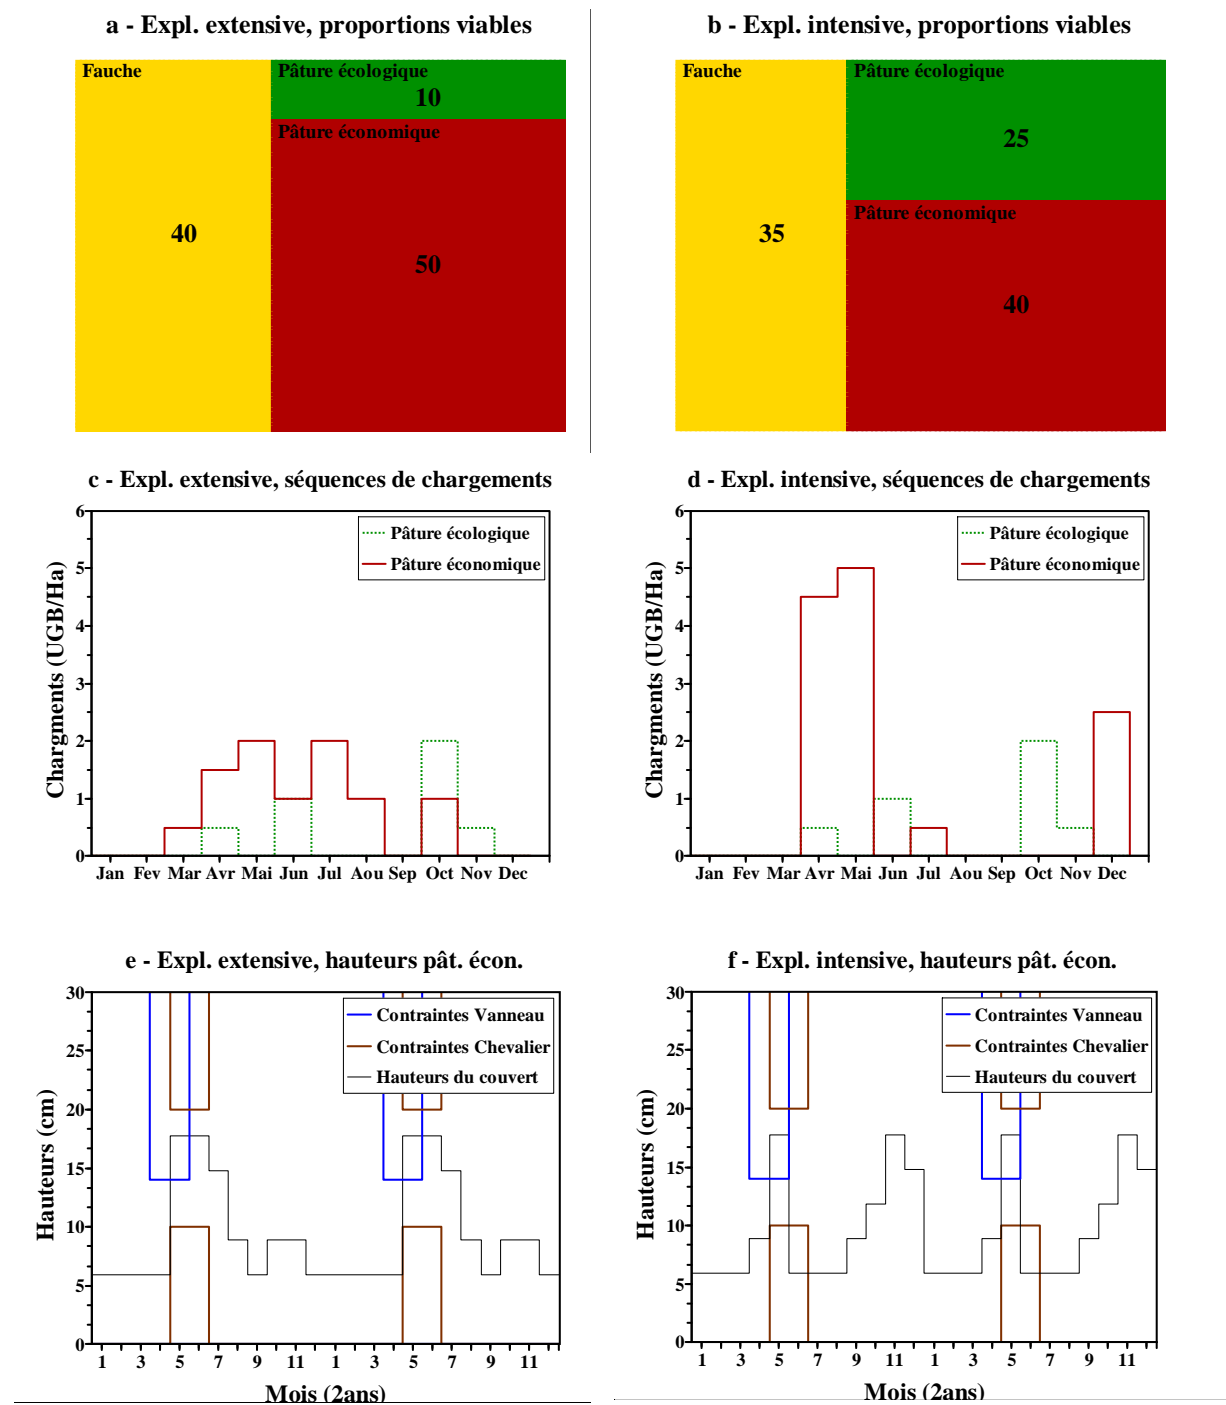 a - Expl. extensive, proportions viables
Fauche
Pâture écologique
10
Pâture économique
40
50
b - Expl. intensive, proportions viables
Fauche
Pâture écologique
25
Pâture économique
35
40
c - Expl. extensive, séquences de chargements
Chargments (UGB/Ha)
6
5
4
3
2
1
0
Pâture écologique
Pâture économique
Jan Fev Mar Avr Mai Jun Jul Aou Sep Oct Nov Dec
d - Expl. intensive, séquences de chargements
Chargments (UGB/Ha)
6
5
4
3
2
1
0
Pâture écologique
Pâture économique
Jan Fev Mar Avr Mai Jun Jul Aou Sep Oct Nov Dec
e - Expl. extensive, hauteurs pât. écon.
Hauteurs (cm)
30
25
20
15
10
5
0
Contraintes Vanneau
Contraintes Chevalier
Hauteurs du couvert
1 3 5 7 9 11 1 3 5 7 9 11
Mois (2ans)
f - Expl. intensive, hauteurs pât. écon.
Hauteurs (cm)
30
25
20
15
10
5
0
Contraintes Vanneau
Contraintes Chevalier
Hauteurs du couvert
1 3 5 7 9 11 1 3 5 7 9 11
Mois (2ans)